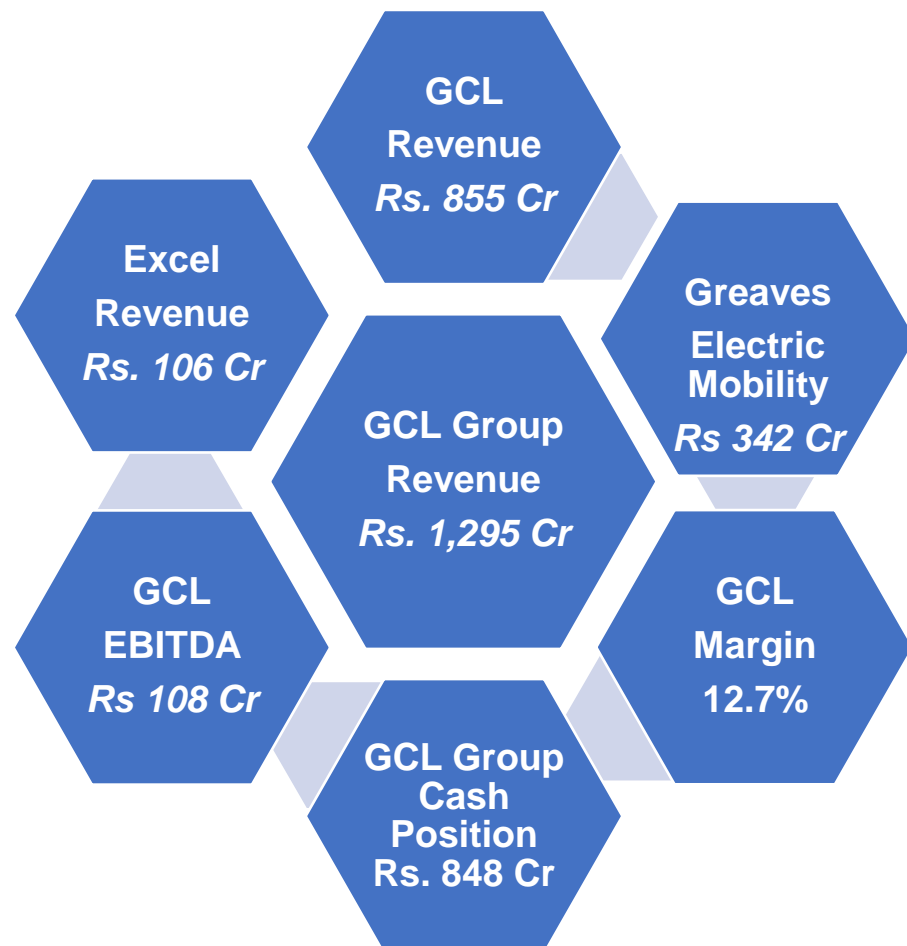 GCL
Revenue
Rs. 855 Cr
Greaves
Electric
Mobility
Rs 342 Cr
GCL
Margin
12.7%
GCL Group
Cash
Position
Rs. 848 Cr
GCL
EBITDA
Rs 108 Cr
Excel
Revenue
Rs. 106 Cr
GCL Group
Revenue
Rs. 1,295 Cr